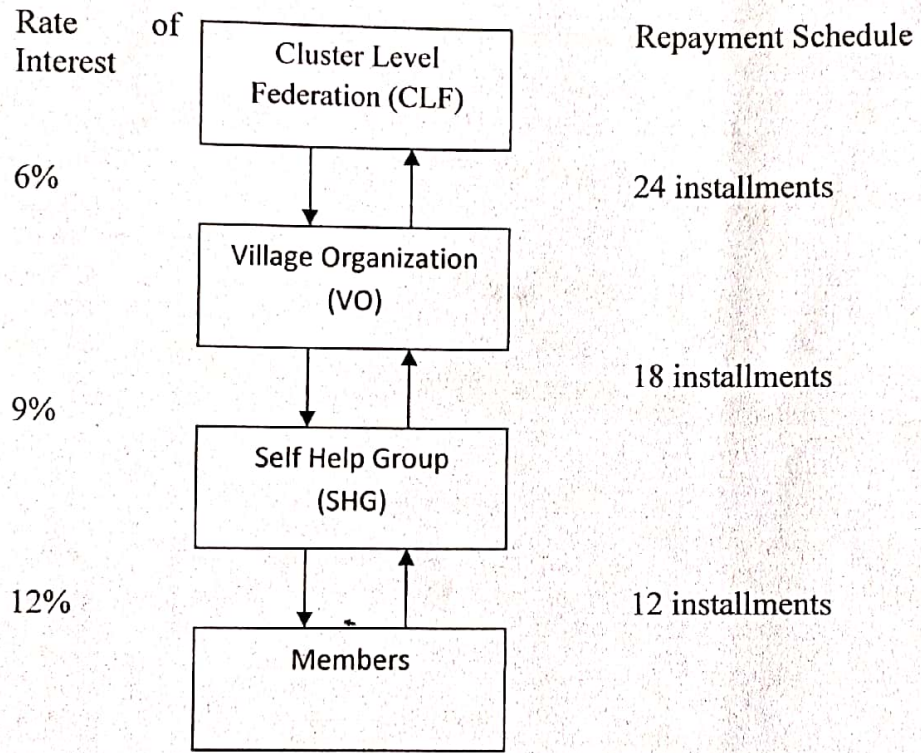 Rate of
Interest
Repayment Schedule
Cluster Level
Federation (CLF)
6%
24 installments
Village Organization
(VO)
18 installments
9%
Self Help Group
(SHG)
12%
12 installments
Members